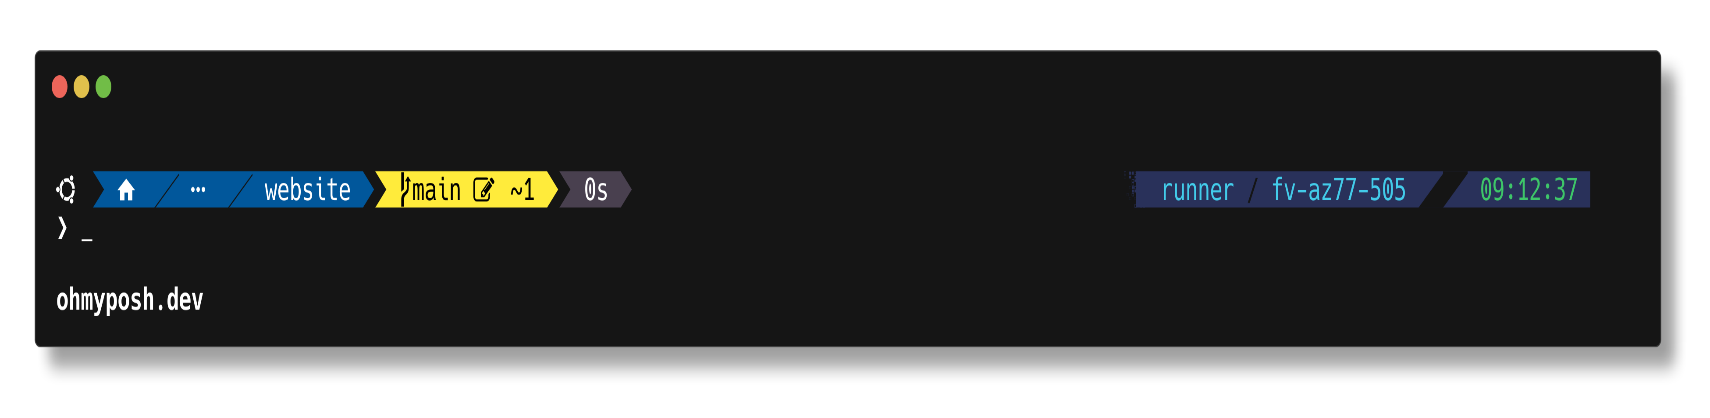 ··· website main ~1 0s runner / fv-az77-505 09:12:37
❯ _
ohmyposh.dev